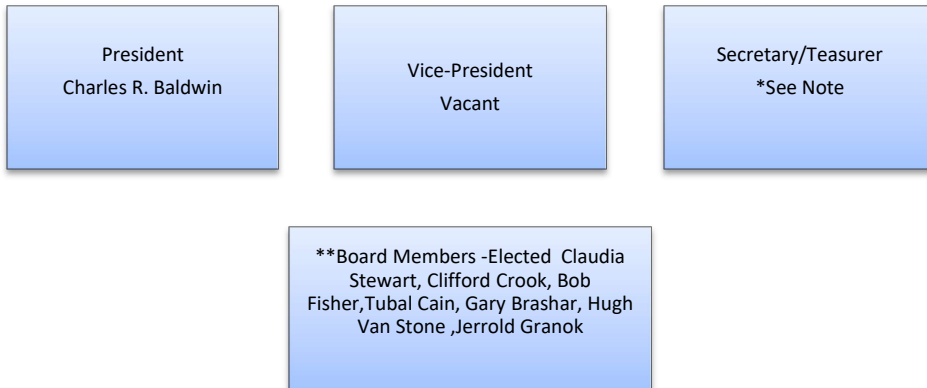 President
Charles R. Baldwin
Vice-President
Vacant
Secretary/Teasurer
*See Note
**Board Members -Elected  Claudia
Stewart, Clifford Crook, Bob
Fisher,Tubal Cain, Gary Brashar, Hugh
Van Stone ,Jerrold Granok